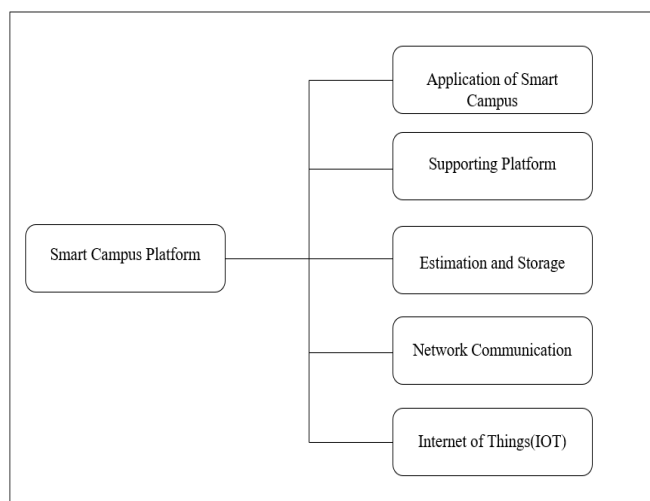 Application of Smart
Campus
Supporting Platform
Smart Campus Platform
Estimation and Storage
Network Communication
Internet of Things(IOT)